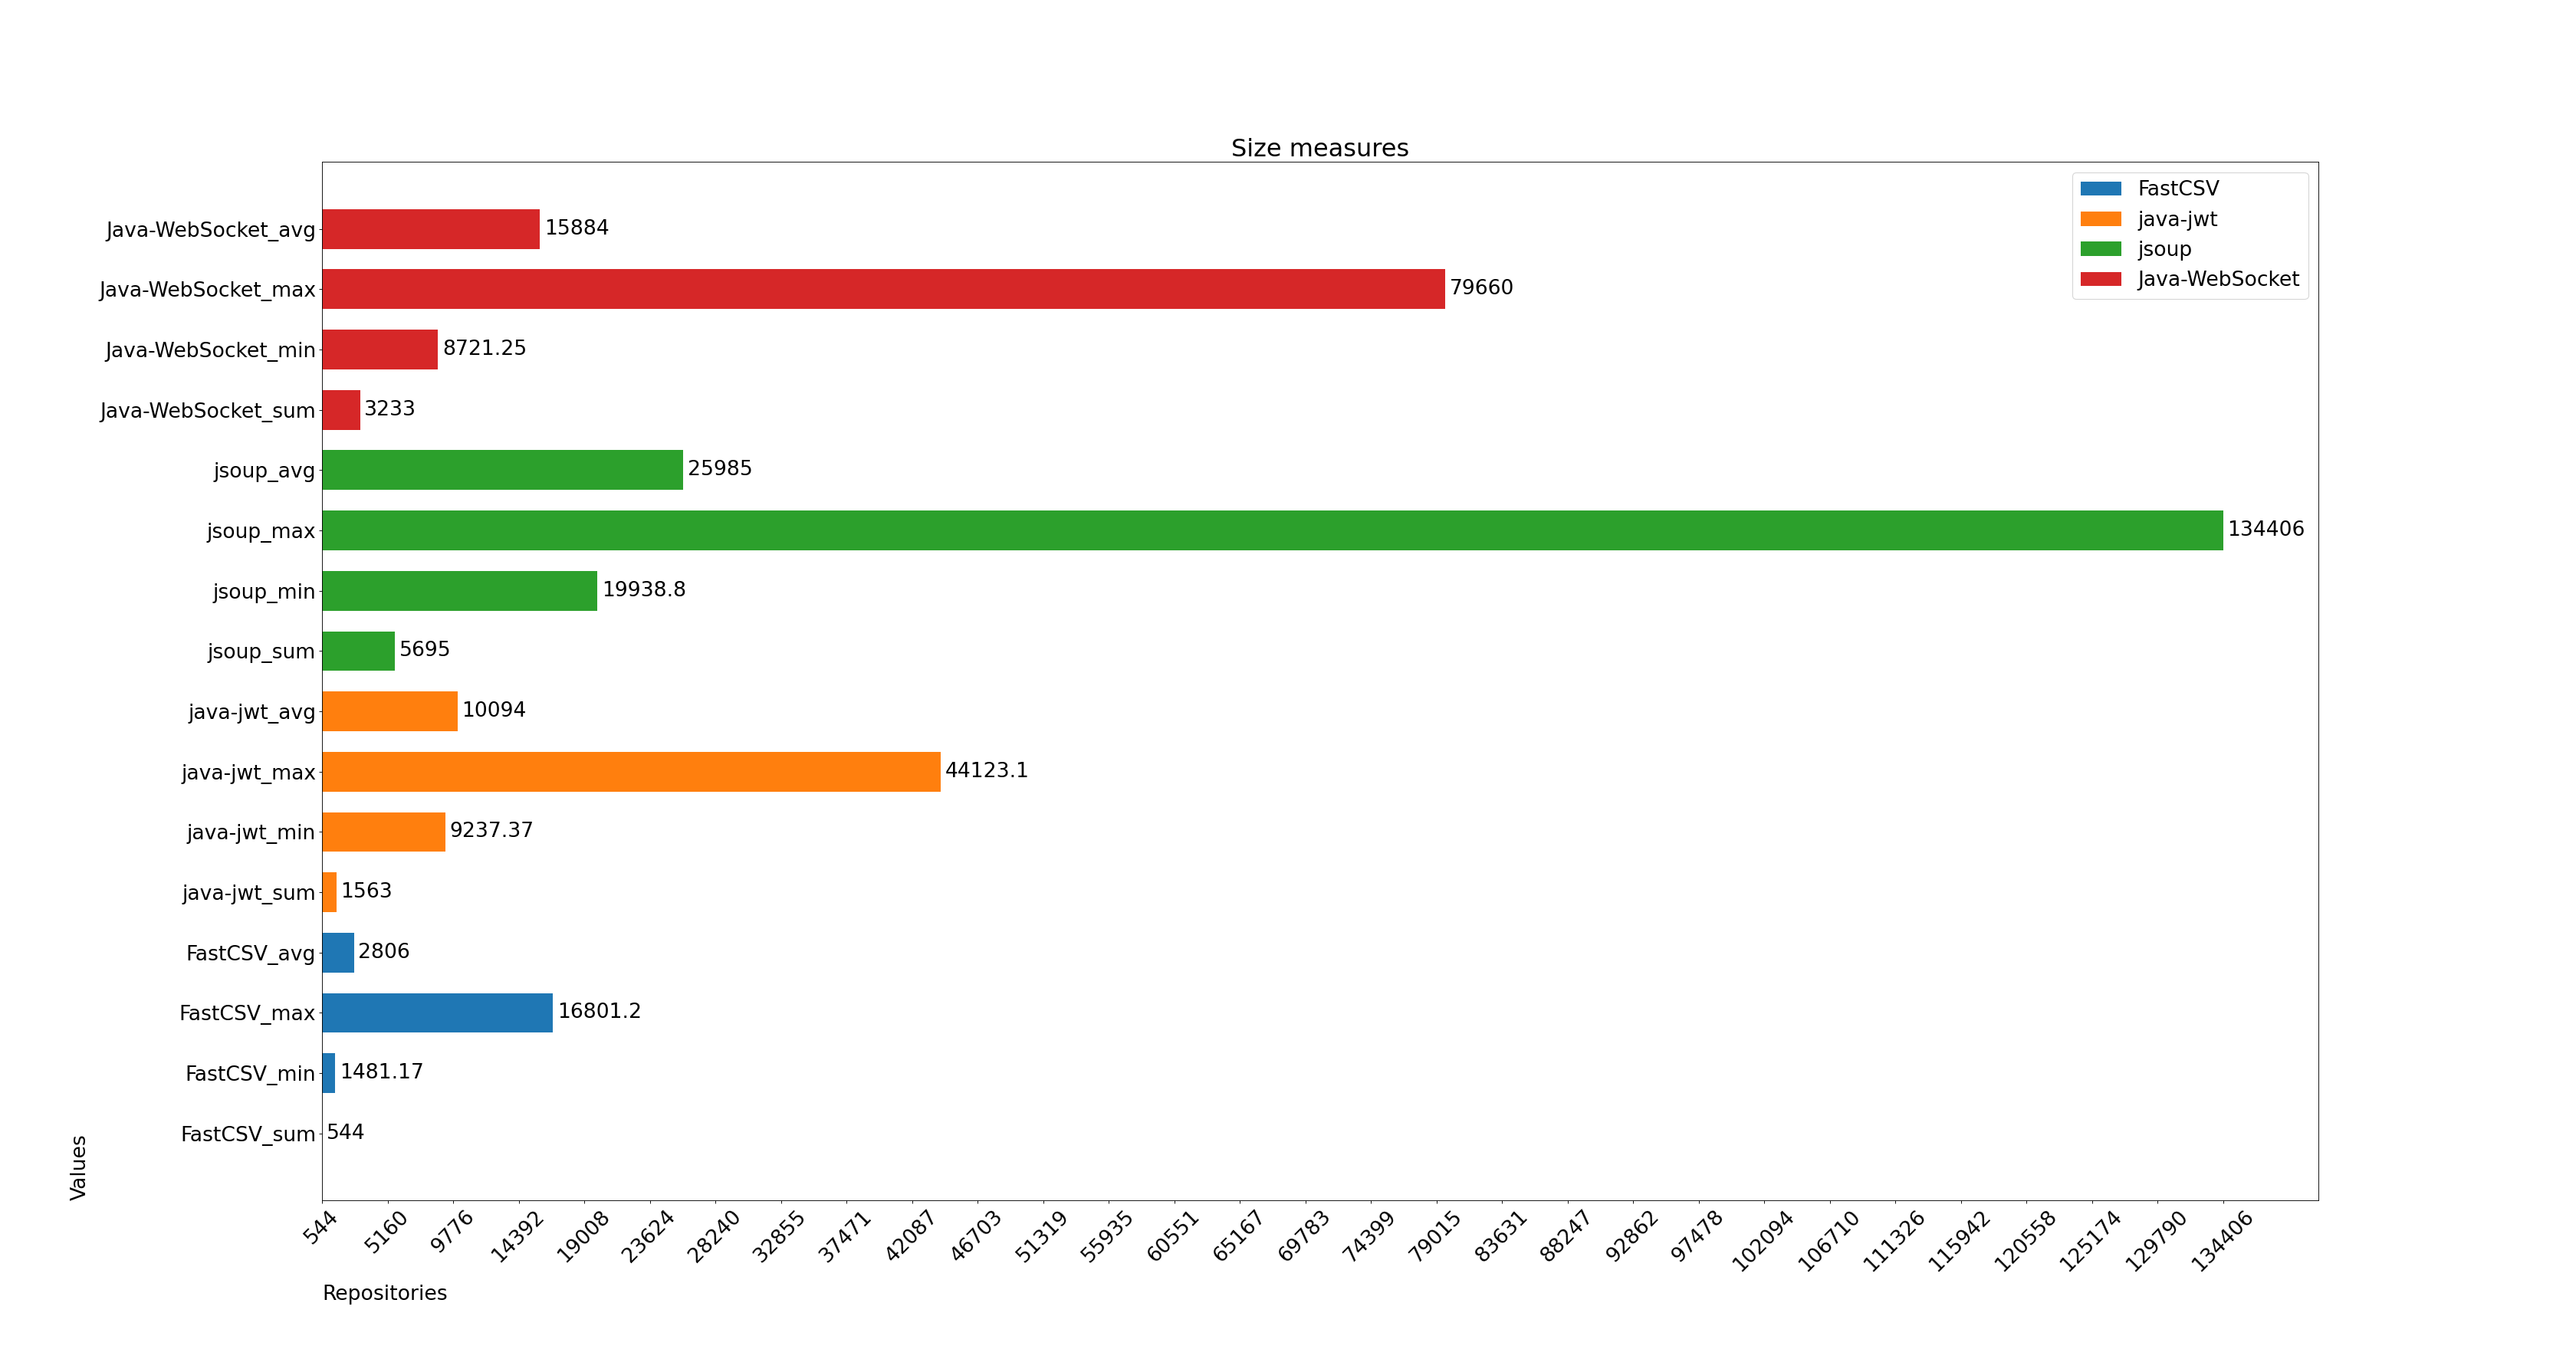 Size measures
FastCSV
java-jwt
jsoup
Java-WebSocket
Java-WebSocket_avg 15884
Java-WebSocket_max 79660
Java-WebSocket_min 8721.25
Java-WebSocket_sum 3233
jsoup_avg 25985
jsoup_max 134406
jsoup_min 19938.8
jsoup_sum 5695
java-jwt_avg 10094
java-jwt_max 44123.1
java-jwt_min 9237.37
java-jwt_sum 1563
FastCSV_avg 2806
FastCSV_max 16801.2
FastCSV_min 1481.17
FastCSV_sum 544
Values
544 5160 9776 14392 19008 23624 28240 32855 37471 42087 46703 51319 55935 60551 65167 69783 74399 79015 83631 88247 92862 97478 102094 106710 111326 115942 120558 125174 129790 134406
Repositories